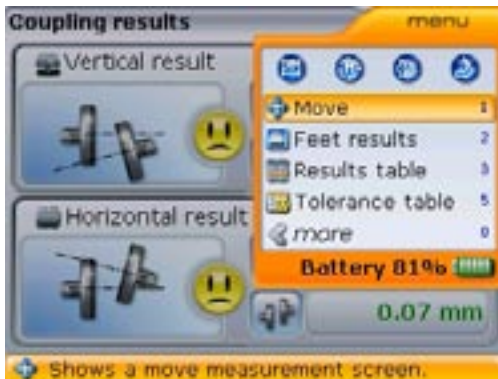 Coupling results
menu
Vertical result
Move 1
Feet results 2
Results table 3
Tolerance table 5
more 0
Battery 81%
Horizontal result
0.07 mm
Shows a move measurement screen.